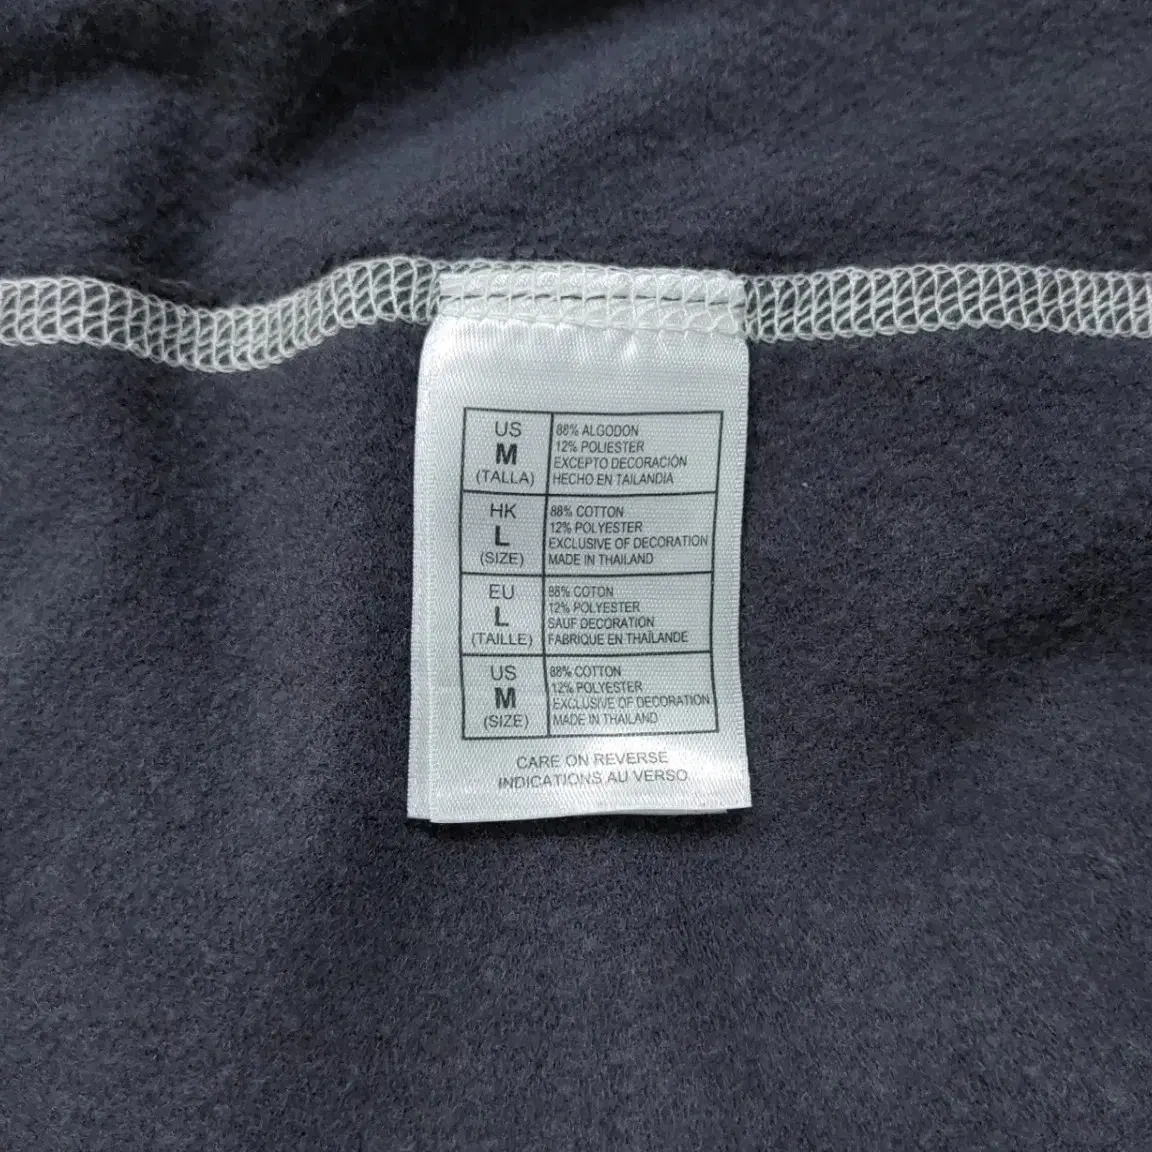 US
M
(TALLA)
88% ALGODON
12% POLIESTER
EXCEPTO DECORACIÓN
HECHO EN TAILANDIA
HK
L
(SIZE)
88% COTTON
12% POLYESTER
EXCLUSIVE OF DECORATION
MADE IN THAILAND
EU
L
(TAILLE)
88% COTON
12% POLYESTER
SAUF DECORATION
FABRIQUE EN THAÏLANDE
US
M
(SIZE)
88% COTTON
12% POLYESTER
EXCLUSIVE OF DECORATION
MADE IN THAILAND
CARE ON REVERSE
INDICATIONS AU VERSO